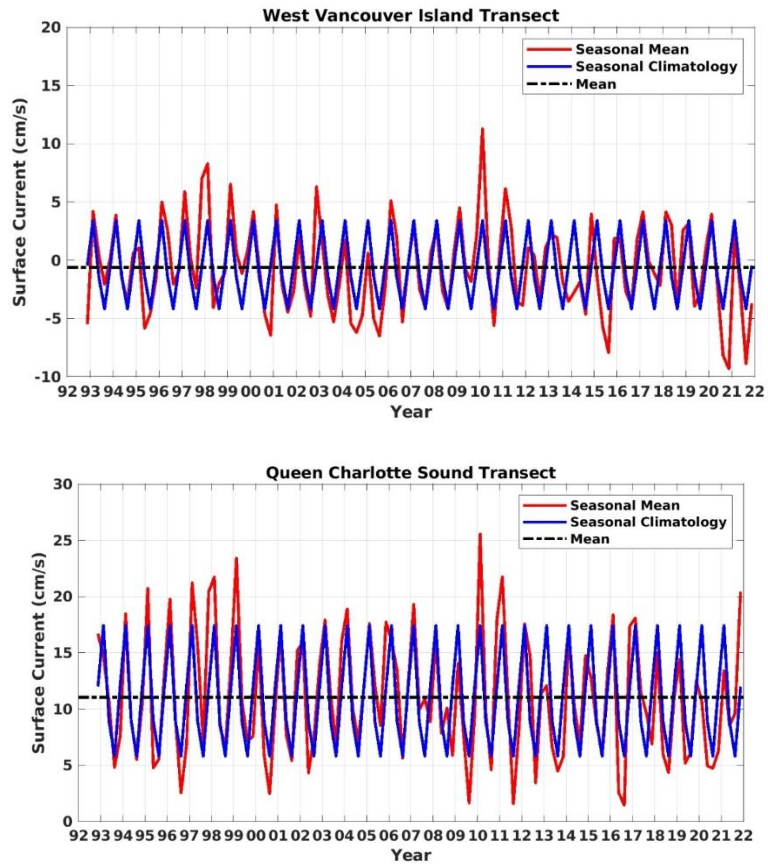 West Vancouver Island Transect
20
15
10
5
0
-5
-10
Surface Current (cm/s)
Seasonal Mean
Seasonal Climatology
Mean
92 93 94 95 96 97 98 99 00 01 02 03 04 05 06 07 08 09 10 11 12 13 14 15 16 17 18 19 20 21 22
Year
Queen Charlotte Sound Transect
30
25
20
15
10
5
0
Surface Current (cm/s)
Seasonal Mean
Seasonal Climatology
Mean
92 93 94 95 96 97 98 99 00 01 02 03 04 05 06 07 08 09 10 11 12 13 14 15 16 17 18 19 20 21 22
Year